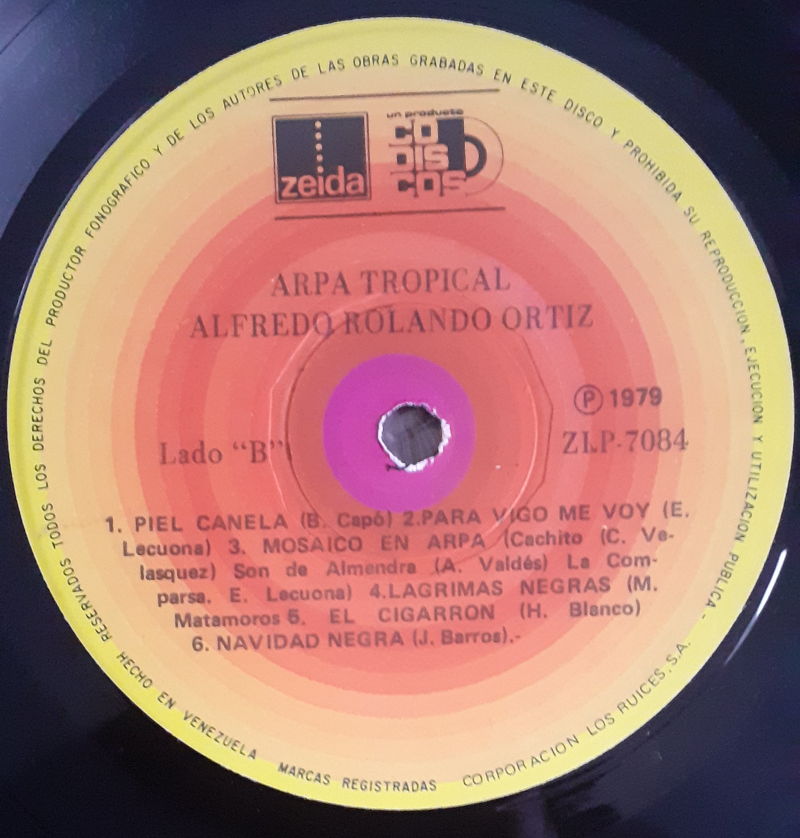 TODOS LOS DERECHOS DEL PRODUCTOR FONOGRAFICO Y DE LOS AUTORES DE LAS OBRAS GRABADAS EN ESTE DISCO Y PROHIBIDA SU REPRODUCCION, EJECUCION Y UTILIZACION PUBLICA -
zeida
un producto
CODISCOS
ARPA TROPICAL
ALFREDO ROLANDO ORTIZ
Ⓟ 1979
Lado "B"
ZLP-7084
1. PIEL CANELA (B. Capó) 2.PARA VIGO ME VOY (E.
Lecuona) 3. MOSAICO EN ARPA (Cachito (C. Ve-
lasquez) Son de Almendra (A. Valdés) La Com-
parsa. E. Lecuona) 4.LAGRIMAS NEGRAS (M.
Matamoros 5. EL CIGARRON (H. Blanco)
6. NAVIDAD NEGRA (J. Barros).-
RESERVADOS HECHO EN VENEZUELA MARCAS REGISTRADAS CORPORACION LOS RUICES, S.A.